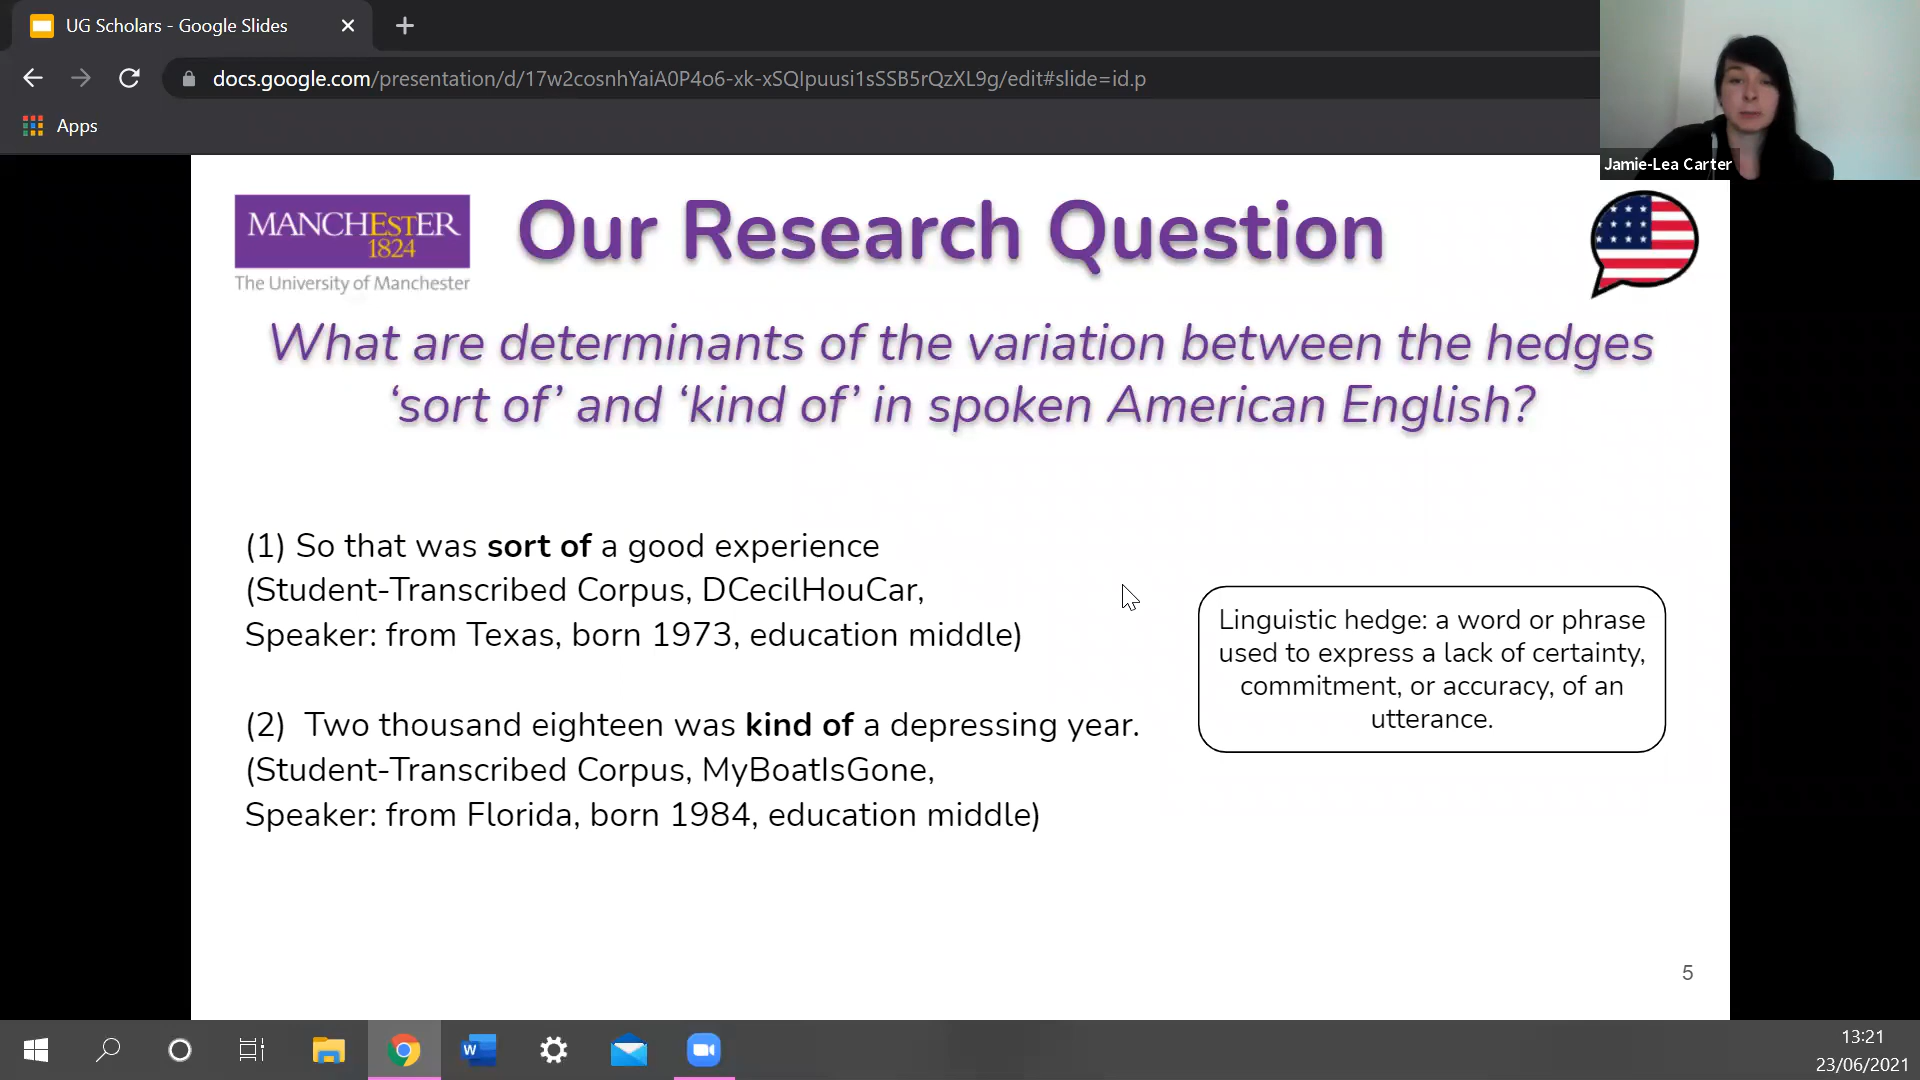 UG Scholars - Google Slides
docs.google.com/presentation/d/17w2cosnhYaiA0P4o6-xk-xSQIpuusi1sSSB5rQzXL9g/edit#slide=id.p
Apps
Jamie-Lea Carter
MANCHESTER
1824
The University of Manchester
Our Research Question
What are determinants of the variation between the hedges
‘sort of’ and ‘kind of’ in spoken American English?
(1) So that was sort of a good experience
(Student-Transcribed Corpus, DCecilHouCar,
Speaker: from Texas, born 1973, education middle)
(2) Two thousand eighteen was kind of a depressing year.
(Student-Transcribed Corpus, MyBoatIsGone,
Speaker: from Florida, born 1984, education middle)
Linguistic hedge: a word or phrase
used to express a lack of certainty,
commitment, or accuracy, of an
utterance.
5
W
13:21
23/06/2021